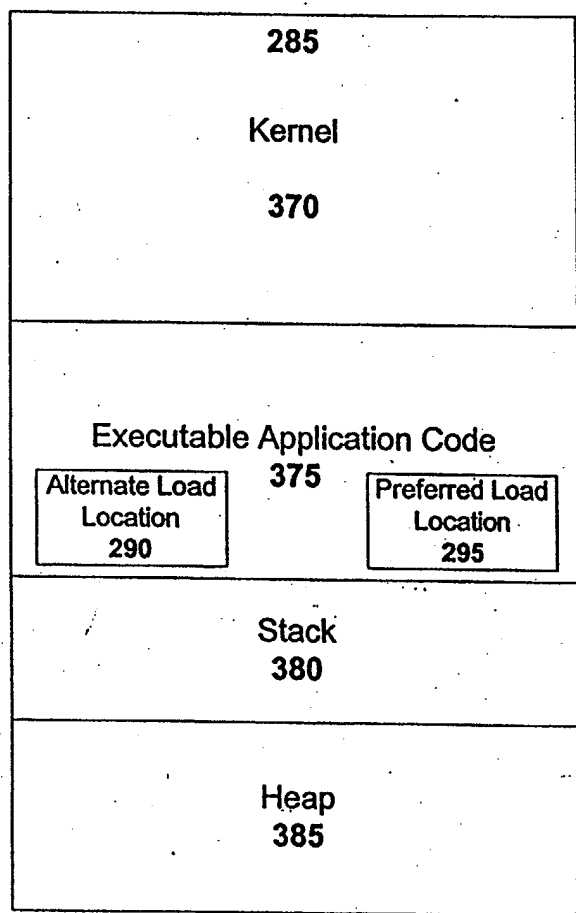 285
Kernel
370
Executable Application Code
375
Alternate Load
Location
290
Preferred Load
Location
295
Stack
380
Heap
385